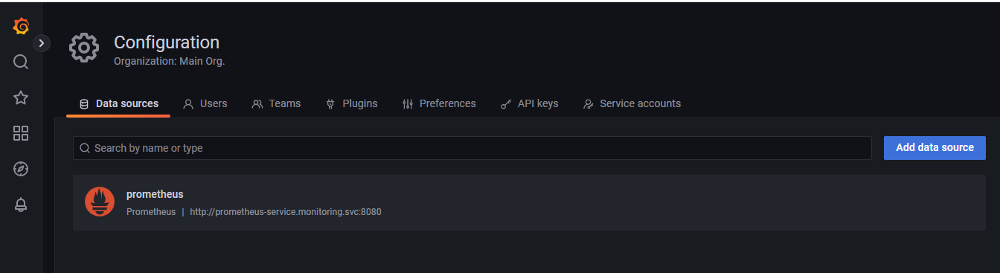 Configuration
Organization: Main Org.
Data sources Users Teams Plugins Preferences API keys Service accounts
Search by name or type Add data source
prometheus
Prometheus | http://prometheus-service.monitoring.svc:8080